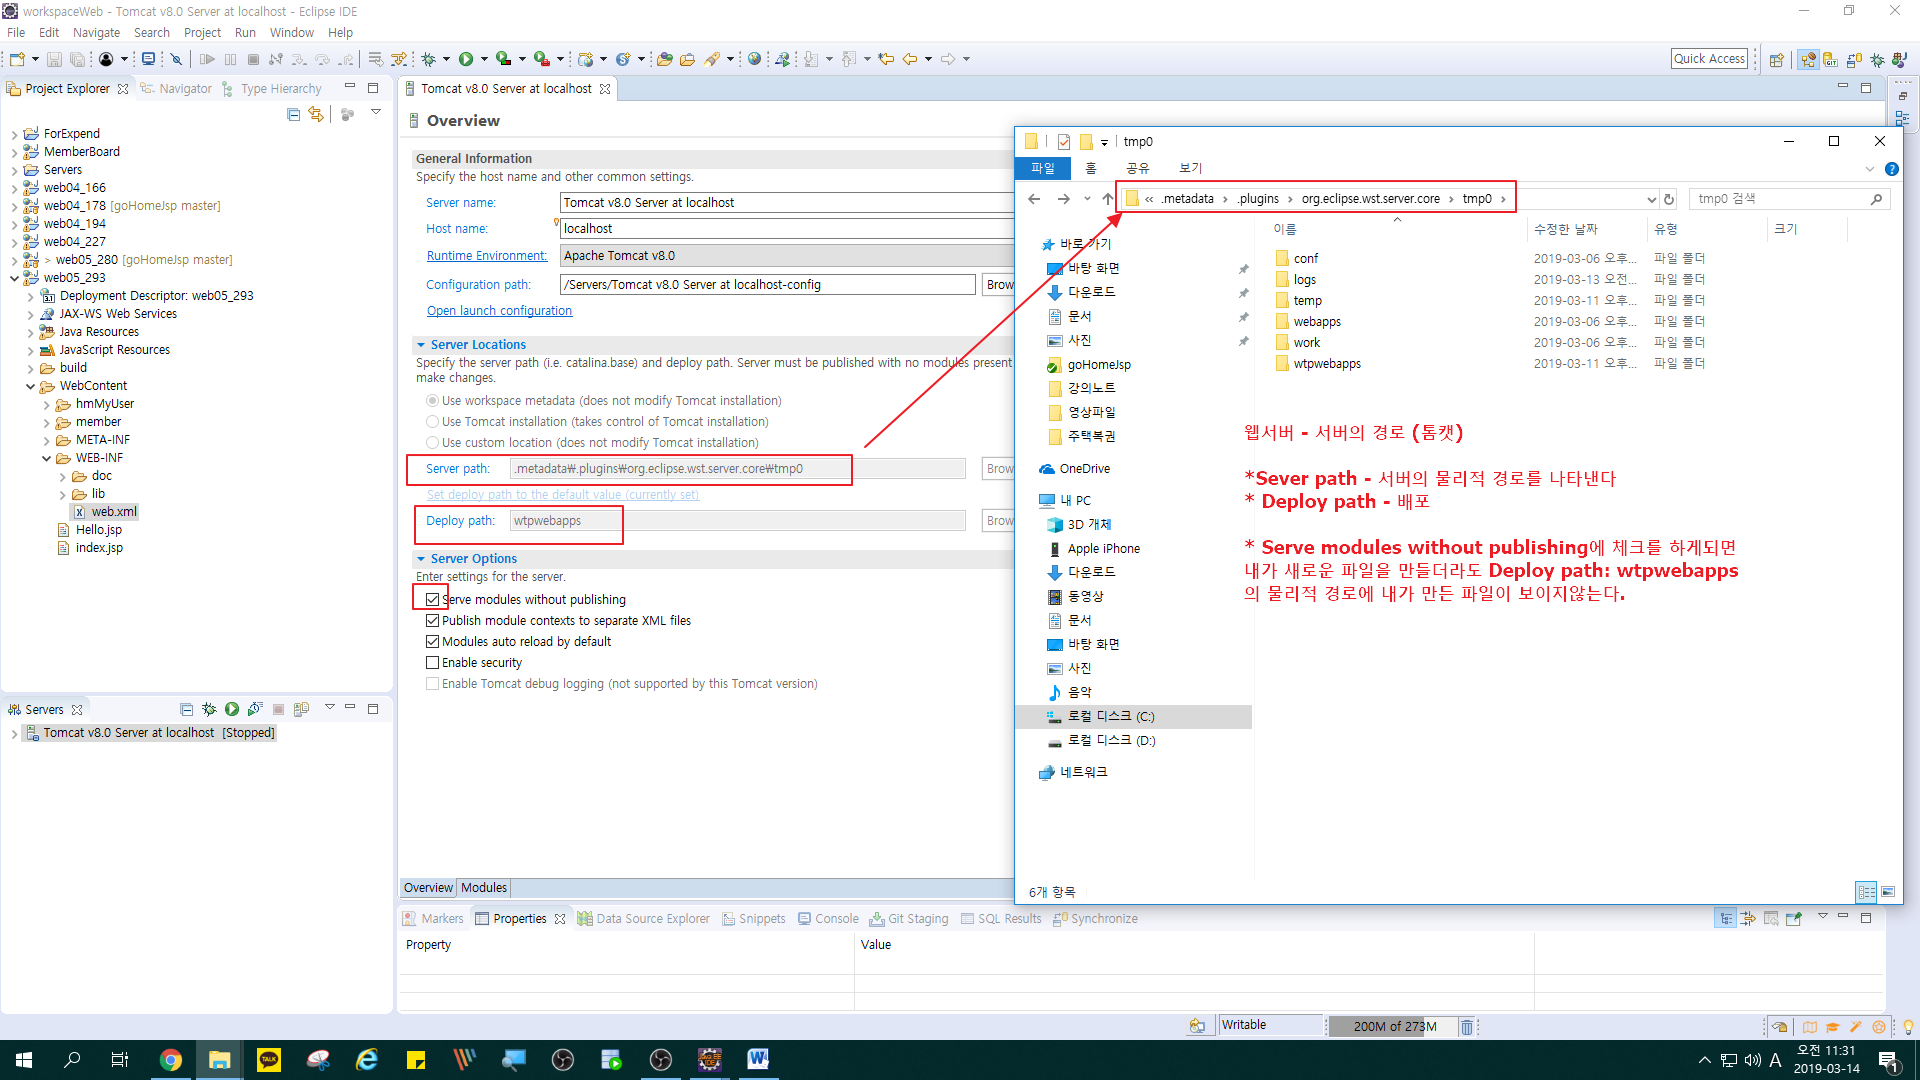 workspaceWeb - Tomcat v8.0 Server at localhost - Eclipse IDE
File Edit Navigate Search Project Run Window Help
Quick Access
Project Explorer Navigator Type Hierarchy
ForExpend
MemberBoard
Servers
web04_166
web04_178 [goHomeJsp master]
web04_194
web04_227
> web05_280 [goHomeJsp master]
web05_293
Deployment Descriptor: web05_293
JAX-WS Web Services
Java Resources
JavaScript Resources
build
WebContent
hmMyUser
member
META-INF
WEB-INF
doc
lib
web.xml
Hello.jsp
index.jsp
Servers
Tomcat v8.0 Server at localhost [Stopped]
Tomcat v8.0 Server at localhost
Overview
General Information
Specify the host name and other common settings.
Server name: Tomcat v8.0 Server at localhost
Host name: localhost
Runtime Environment: Apache Tomcat v8.0
Configuration path: /Servers/Tomcat v8.0 Server at localhost-config Brow
Open launch configuration
Server Locations
Specify the server path (i.e. catalina.base) and deploy path. Server must be published with no modules present
make changes.
Use workspace metadata (does not modify Tomcat installation)
Use Tomcat installation (takes control of Tomcat installation)
Use custom location (does not modify Tomcat installation)
Server path: .metadata₩.plugins₩org.eclipse.wst.server.core₩tmp0 Brow
Set deploy path to the default value (currently set)
Deploy path: wtpwebapps Brow
Server Options
Enter settings for the server.
Serve modules without publishing
Publish module contexts to separate XML files
Modules auto reload by default
Enable security
Enable Tomcat debug logging (not supported by this Tomcat version)
Overview Modules
Markers Properties Data Source Explorer Snippets Console Git Staging SQL Results Synchronize
Property Value
Writable 200M of 273M
tmp0
파일 홈 공유 보기
« .metadata > .plugins > org.eclipse.wst.server.core > tmp0 > tmp0 검색
바로 가기
바탕 화면
다운로드
문서
사진
goHomeJsp
강의노트
영상파일
주택복권
OneDrive
내 PC
3D 개체
Apple iPhone
다운로드
동영상
문서
바탕 화면
사진
음악
로컬 디스크 (C:)
로컬 디스크 (D:)
네트워크
이름 수정한 날짜 유형 크기
conf 2019-03-06 오후... 파일 폴더
logs 2019-03-13 오전... 파일 폴더
temp 2019-03-11 오후... 파일 폴더
webapps 2019-03-06 오후... 파일 폴더
work 2019-03-06 오후... 파일 폴더
wtpwebapps 2019-03-11 오후... 파일 폴더
웹서버 - 서버의 경로 (톰캣)
*Sever path - 서버의 물리적 경로를 나타낸다
* Deploy path - 배포
* Serve modules without publishing에 체크를 하게되면
내가 새로운 파일을 만들더라도 Deploy path: wtpwebapps
의 물리적 경로에 내가 만든 파일이 보이지않는다.
6개 항목
TALK
A
오전 11:31
2019-03-14
1